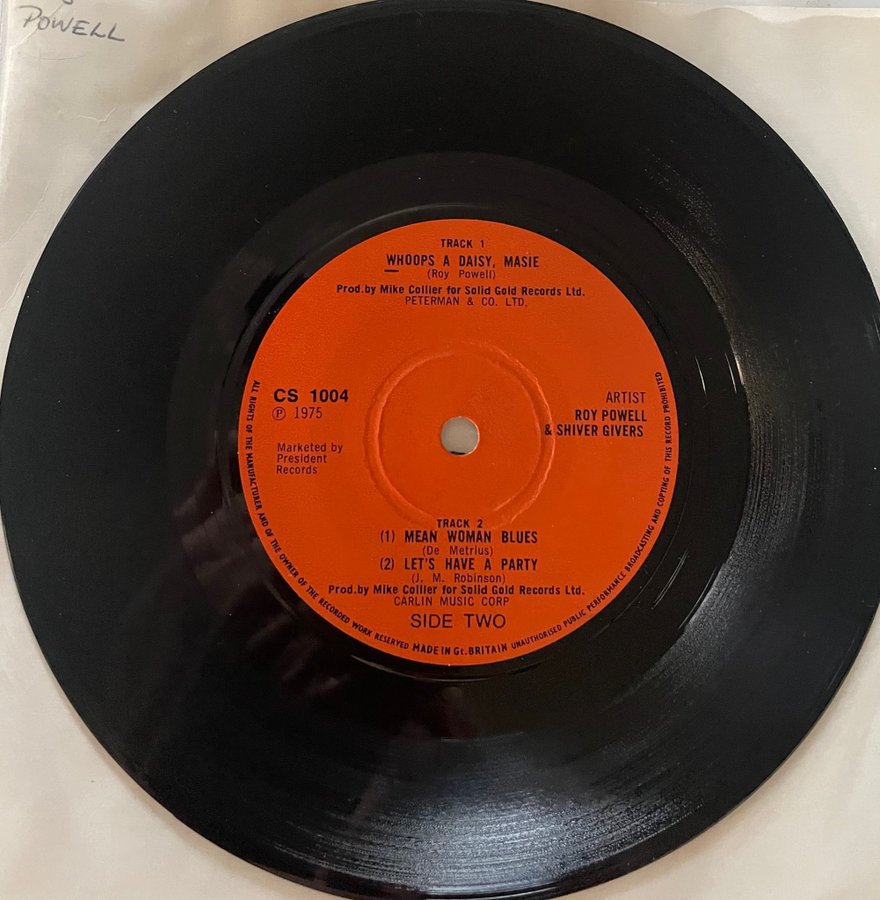 POWELL
TRACK 1
WHOOPS A DAISY, MASIE
(Roy Powell)
Prod.by Mike Collier for Solid Gold Records Ltd.
PETERMAN & CO. LTD.
CS 1004
℗ 1975
Marketed by
President
Records
ARTIST
ROY POWELL
& SHIVER GIVERS
TRACK 2
(1) MEAN WOMAN BLUES
(De Metrius)
(2) LET'S HAVE A PARTY
(J. M. Robinson)
Prod.by Mike Collier for Solid Gold Records Ltd.
CARLIN MUSIC CORP
SIDE TWO
ALL RIGHTS OF THE MANUFACTURER AND OF THE OWNER OF THE RECORDED WORK RESERVED MADE IN Gt. BRITAIN UNAUTHORISED PUBLIC PERFORMANCE BROADCASTING AND COPYING OF THIS RECORD PROHIBITED